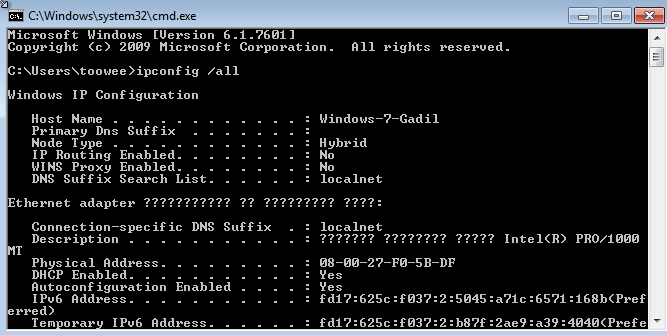 C:\Windows\system32\cmd.exe
Microsoft Windows [Version 6.1.7601]
Copyright (c) 2009 Microsoft Corporation.  All rights reserved.
C:\Users\toowee>ipconfig /all
Windows IP Configuration
   Host Name . . . . . . . . . . . . : Windows-7-Gadil
   Primary Dns Suffix  . . . . . . . :
   Node Type . . . . . . . . . . . . : Hybrid
   IP Routing Enabled. . . . . . . . : No
   WINS Proxy Enabled. . . . . . . . : No
   DNS Suffix Search List. . . . . . : localnet
Ethernet adapter ??????????? ?? ????????? ????:
   Connection-specific DNS Suffix  . : localnet
   Description . . . . . . . . . . . : ??????? ???????? ????? Intel(R) PRO/1000
MT
   Physical Address. . . . . . . . . : 08-00-27-F0-5B-DF
   DHCP Enabled. . . . . . . . . . . : Yes
   Autoconfiguration Enabled . . . . : Yes
   IPv6 Address. . . . . . . . . . . : fd17:625c:f037:2:5045:a71c:6571:168b(Pref
erred)
   Temporary IPv6 Address. . . . . . : fd17:625c:f037:2:b87f:2ae9:a39:4040(Prefe